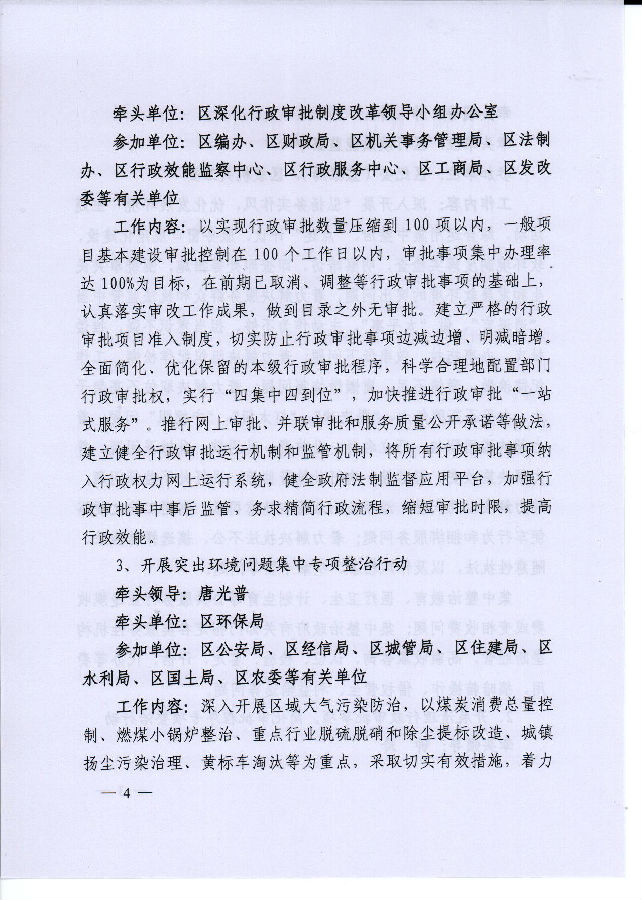 牵头单位：区深化行政审批制度改革领导小组办公室
参加单位：区编办、区财政局、区机关事务管理局、区法制
办、区行政效能监察中心、区行政服务中心、区工商局、区发改
委等有关单位
工作内容：以实现行政审批数量压缩到 100 项以内，一般项
目基本建设审批控制在 100 个工作日以内，审批事项集中办理率
达 100%为目标，在前期已取消、调整等行政审批事项的基础上，
认真落实审改工作成果，做到目录之外无审批。建立严格的行政
审批项目准入制度，切实防止行政审批事项边减边增、明减暗增。
全面简化、优化保留的本级行政审批程序，科学合理地配置部门
行政审批权，实行“四集中四到位”，加快推进行政审批“一站
式服务”。推行网上审批、并联审批和服务质量公开承诺等做法，
建立健全行政审批运行机制和监管机制，将所有行政审批事项纳
入行政权力网上运行系统，健全政府法制监督应用平台，加强行
政审批事中事后监管，务求精简行政流程，缩短审批时限，提高
行政效能。
3、开展突出环境问题集中专项整治行动
牵头领导：唐光普
牵头单位：区环保局
参加单位：区公安局、区经信局、区城管局、区住建局、区
水利局、区国土局、区农委等有关单位
工作内容：深入开展区域大气污染防治，以煤炭消费总量控
制、燃煤小锅炉整治、重点行业脱硫脱硝和除尘提标改造、城镇
扬尘污染治理、黄标车淘汰等为重点，采取切实有效措施，着力
— 4 —